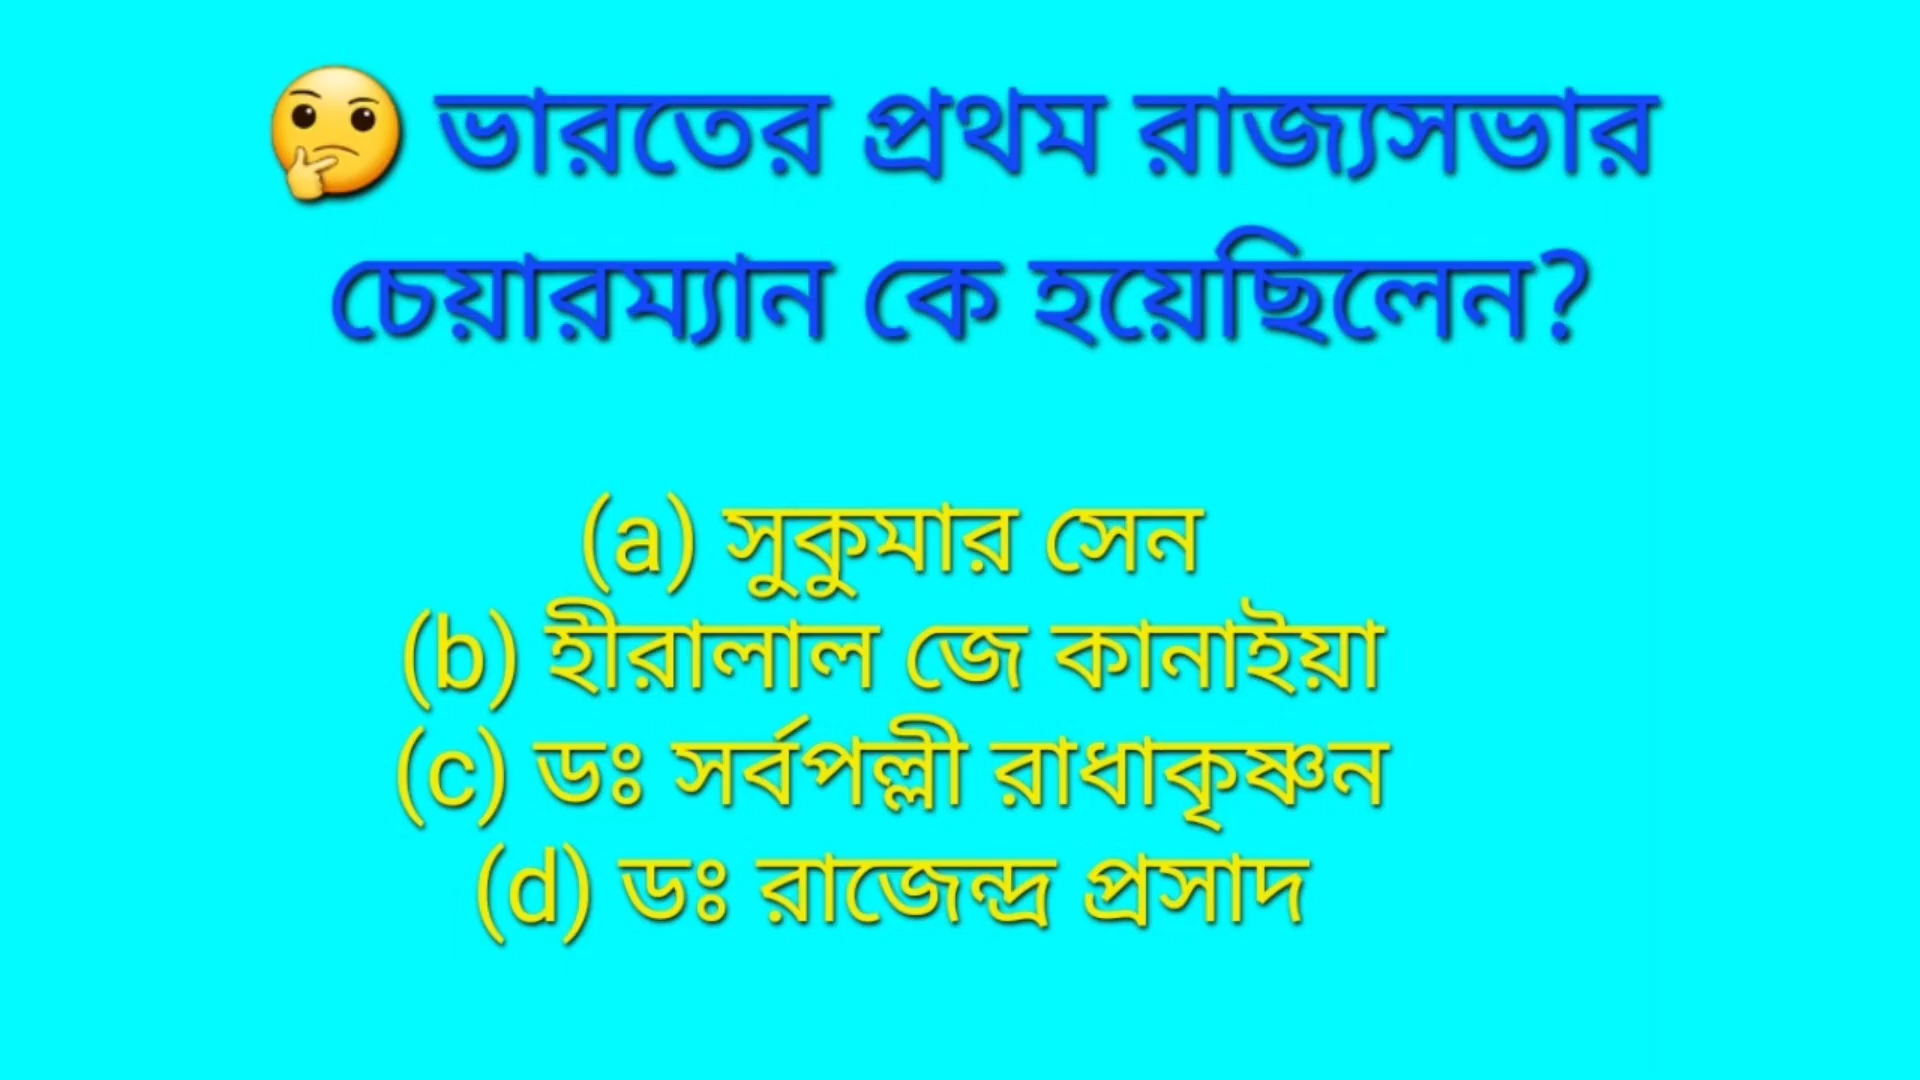 🤔 ভারতের প্রথম রাজ্যসভার
চেয়ারম্যান কে হয়েছিলেন?
(a) সুকুমার সেন
(b) হীরালাল জে কানাইয়া
(c) ডঃ সর্বপল্লী রাধাকৃষ্ণন
(d) ডঃ রাজেন্দ্র প্রসাদ